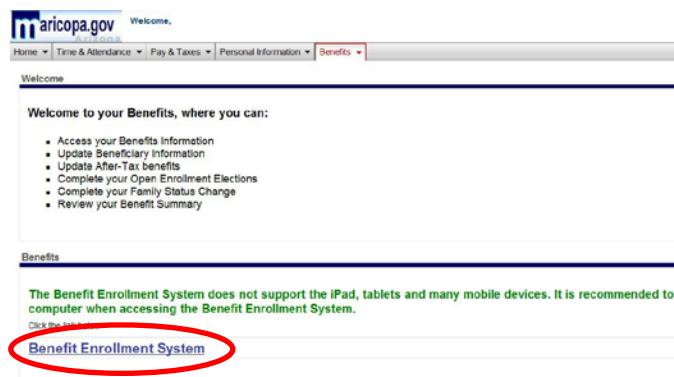 maricopa.gov Welcome,
Arizona
Home Time & Attendance Pay & Taxes Personal Information Benefits
Welcome
Welcome to your Benefits, where you can:
Access your Benefits Information
Update Beneficiary Information
Update After-Tax benefits
Complete your Open Enrollment Elections
Complete your Family Status Change
Review your Benefit Summary
Benefits
The Benefit Enrollment System does not support the iPad, tablets and many mobile devices. It is recommended to
computer when accessing the Benefit Enrollment System.
Click the link below
Benefit Enrollment System